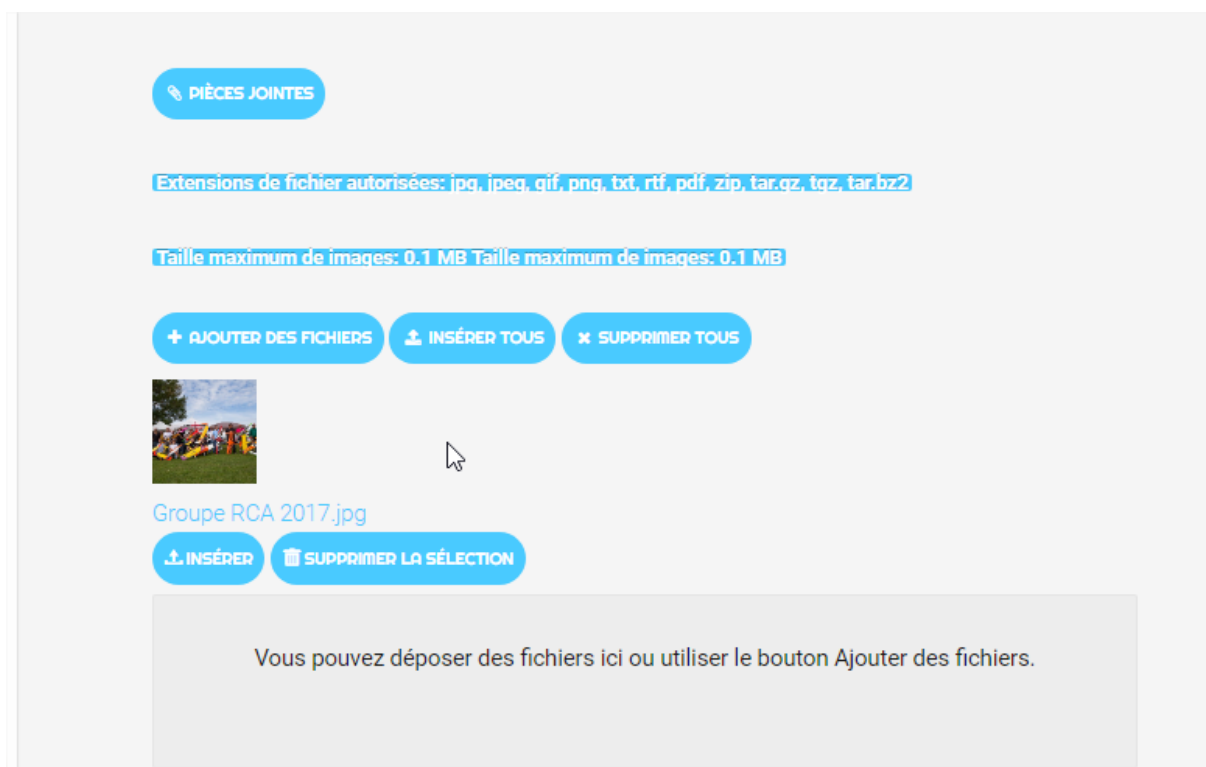 PIÈCES JOINTES
Extensions de fichier autorisées: jpg, jpeg, gif, png, txt, rtf, pdf, zip, tar.gz, tgz, tar.bz2
Taille maximum de images: 0.1 MB Taille maximum de images: 0.1 MB
AJOUTER DES FICHIERS INSÉRER TOUS SUPPRIMER TOUS
Groupe RCA 2017.jpg
INSÉRER SUPPRIMER LA SÉLECTION
Vous pouvez déposer des fichiers ici ou utiliser le bouton Ajouter des fichiers.